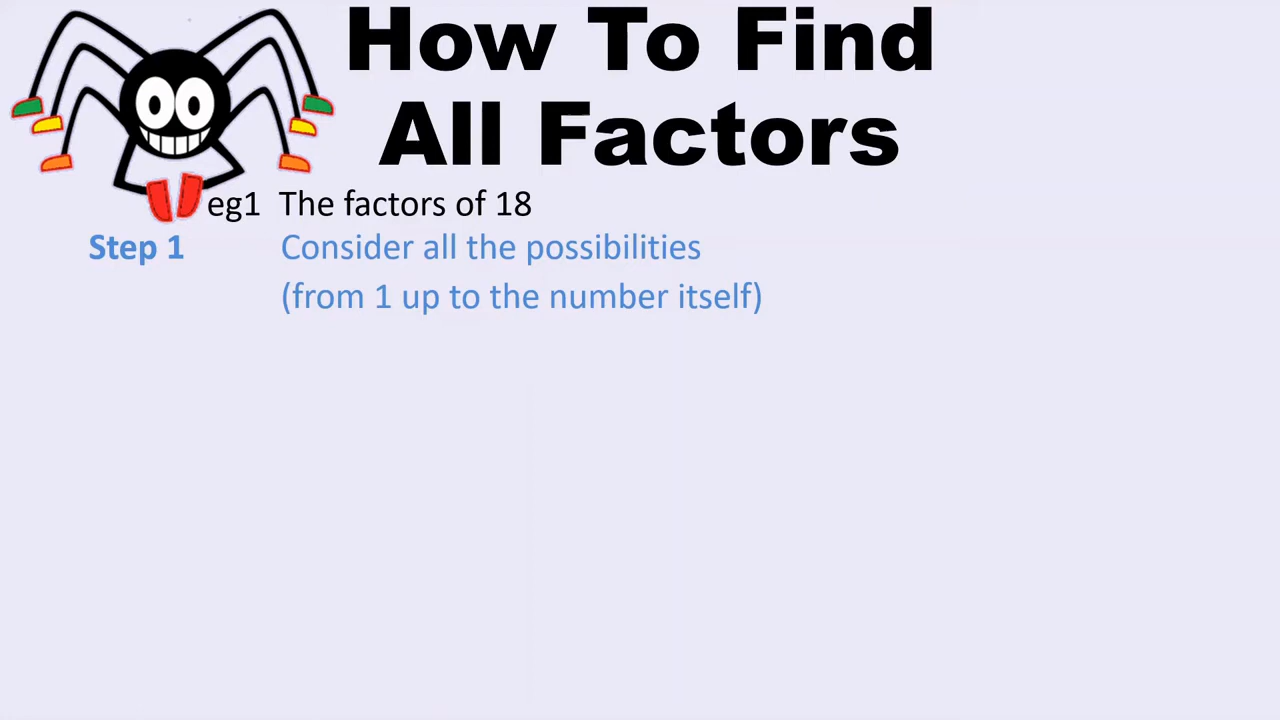 How To Find
All Factors
eg1 The factors of 18
Step 1 Consider all the possibilities
(from 1 up to the number itself)